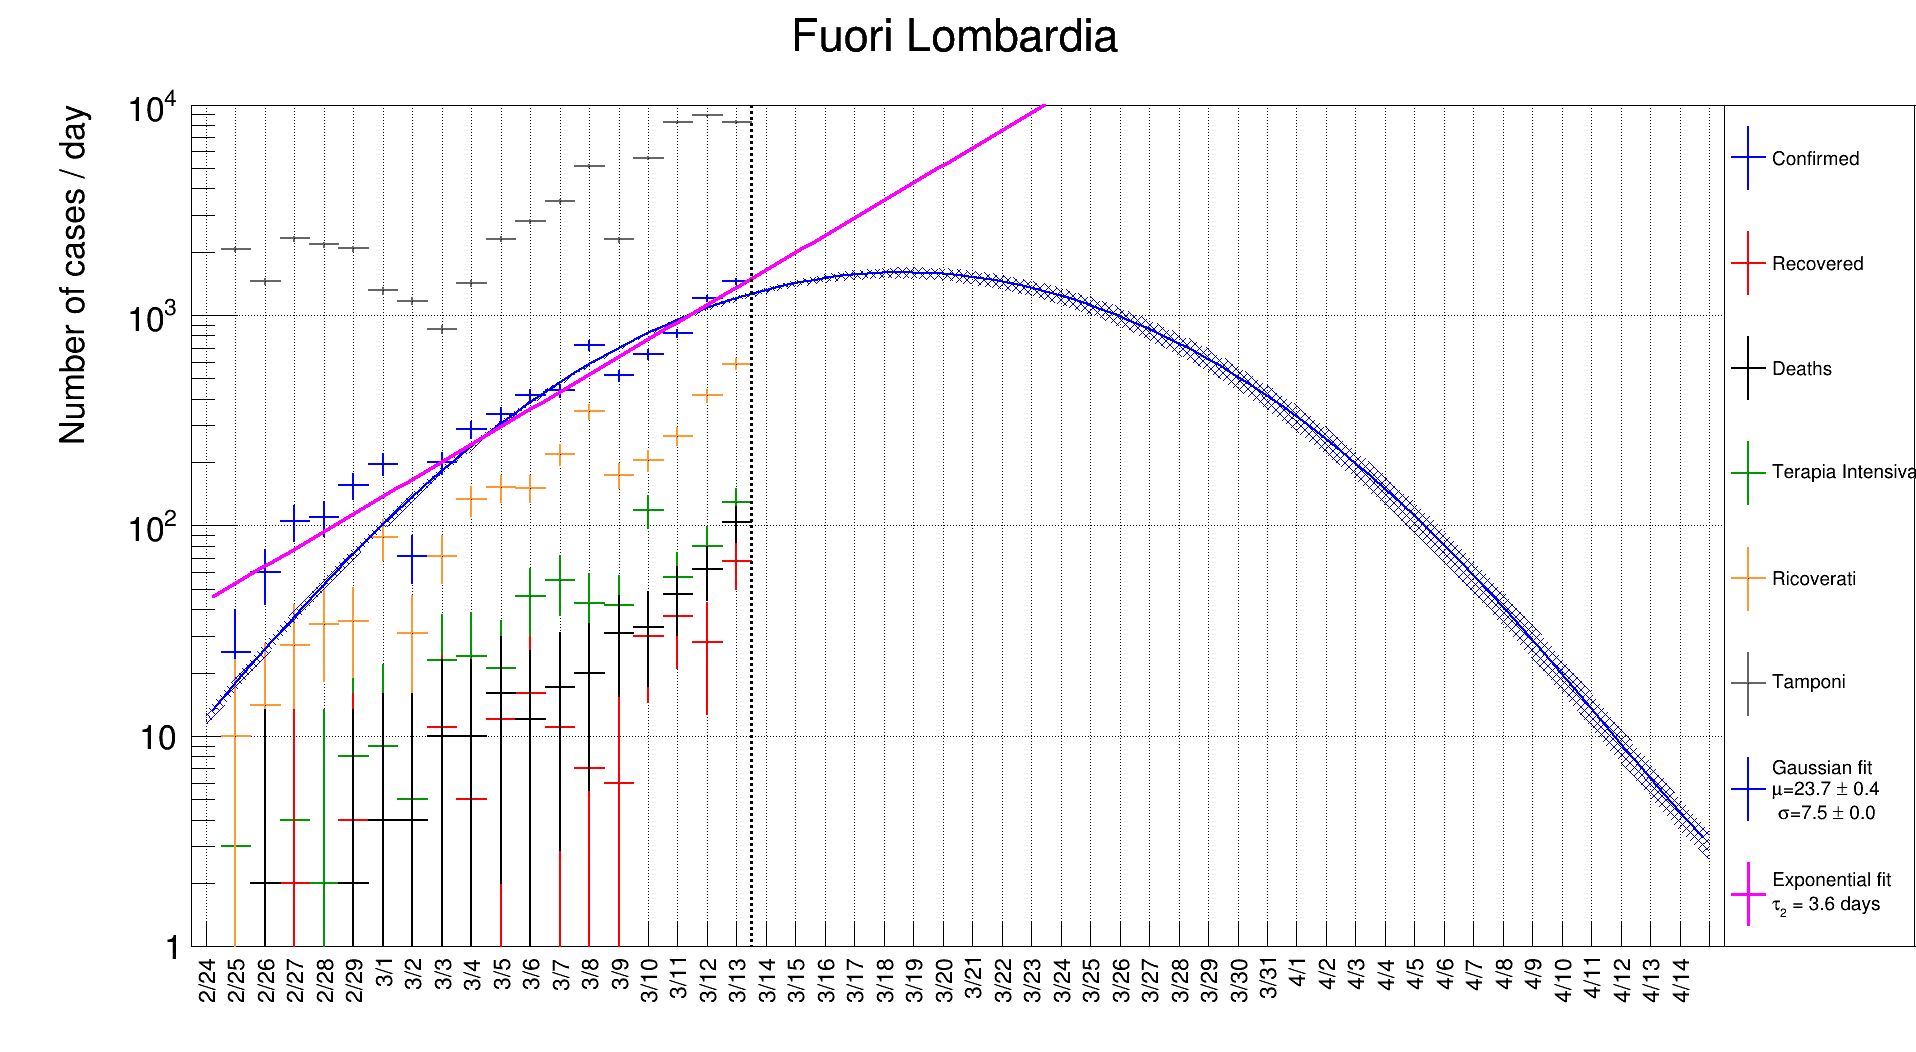 Fuori Lombardia
Number of cases / day
10⁴
10³
10²
10
1
2/24 2/25 2/26 2/27 2/28 2/29 3/1 3/2 3/3 3/4 3/5 3/6 3/7 3/8 3/9 3/10 3/11 3/12 3/13 3/14 3/15 3/16 3/17 3/18 3/19 3/20 3/21 3/22 3/23 3/24 3/25 3/26 3/27 3/28 3/29 3/30 3/31 4/1 4/2 4/3 4/4 4/5 4/6 4/7 4/8 4/9 4/10 4/11 4/12 4/13 4/14
Confirmed
Recovered
Deaths
Terapia Intensiva
Ricoverati
Tamponi
Gaussian fit
μ=23.7 ± 0.4
σ=7.5 ± 0.0
Exponential fit
τ₂ = 3.6 days